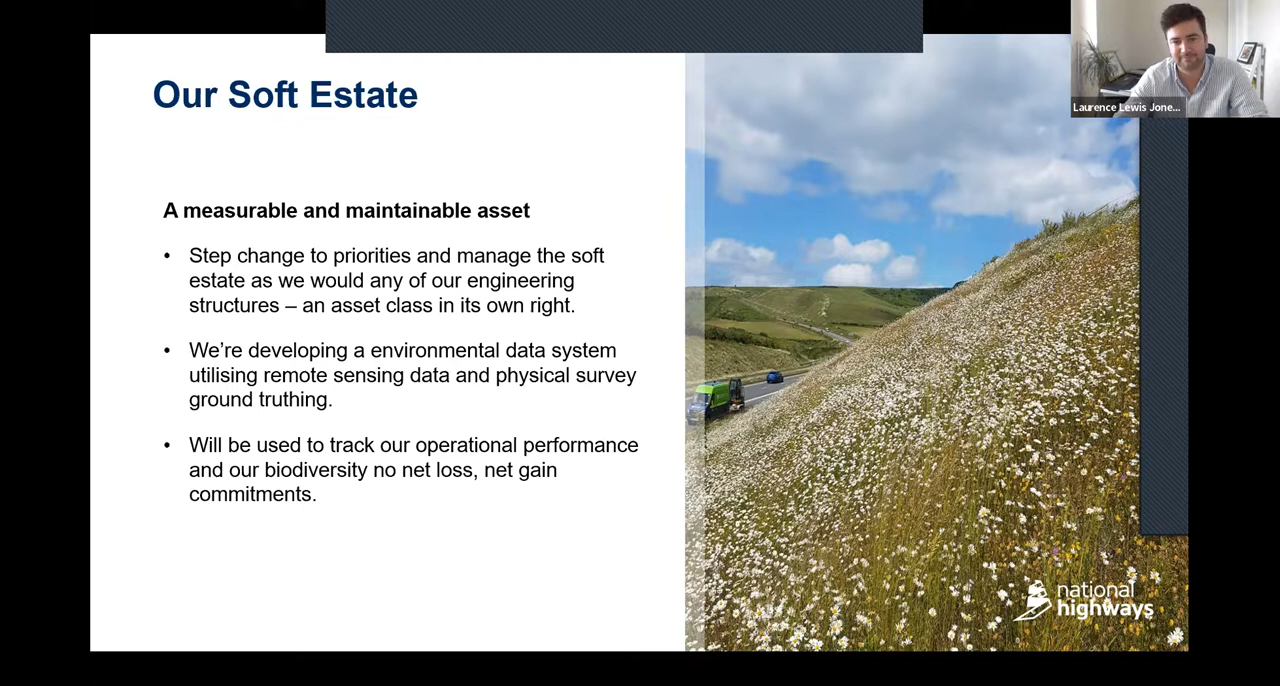 Our Soft Estate
Laurence Lewis Jone...
A measurable and maintainable asset
• Step change to priorities and manage the soft
estate as we would any of our engineering
structures – an asset class in its own right.
• We’re developing a environmental data system
utilising remote sensing data and physical survey
ground truthing.
• Will be used to track our operational performance
and our biodiversity no net loss, net gain
commitments.
national
highways